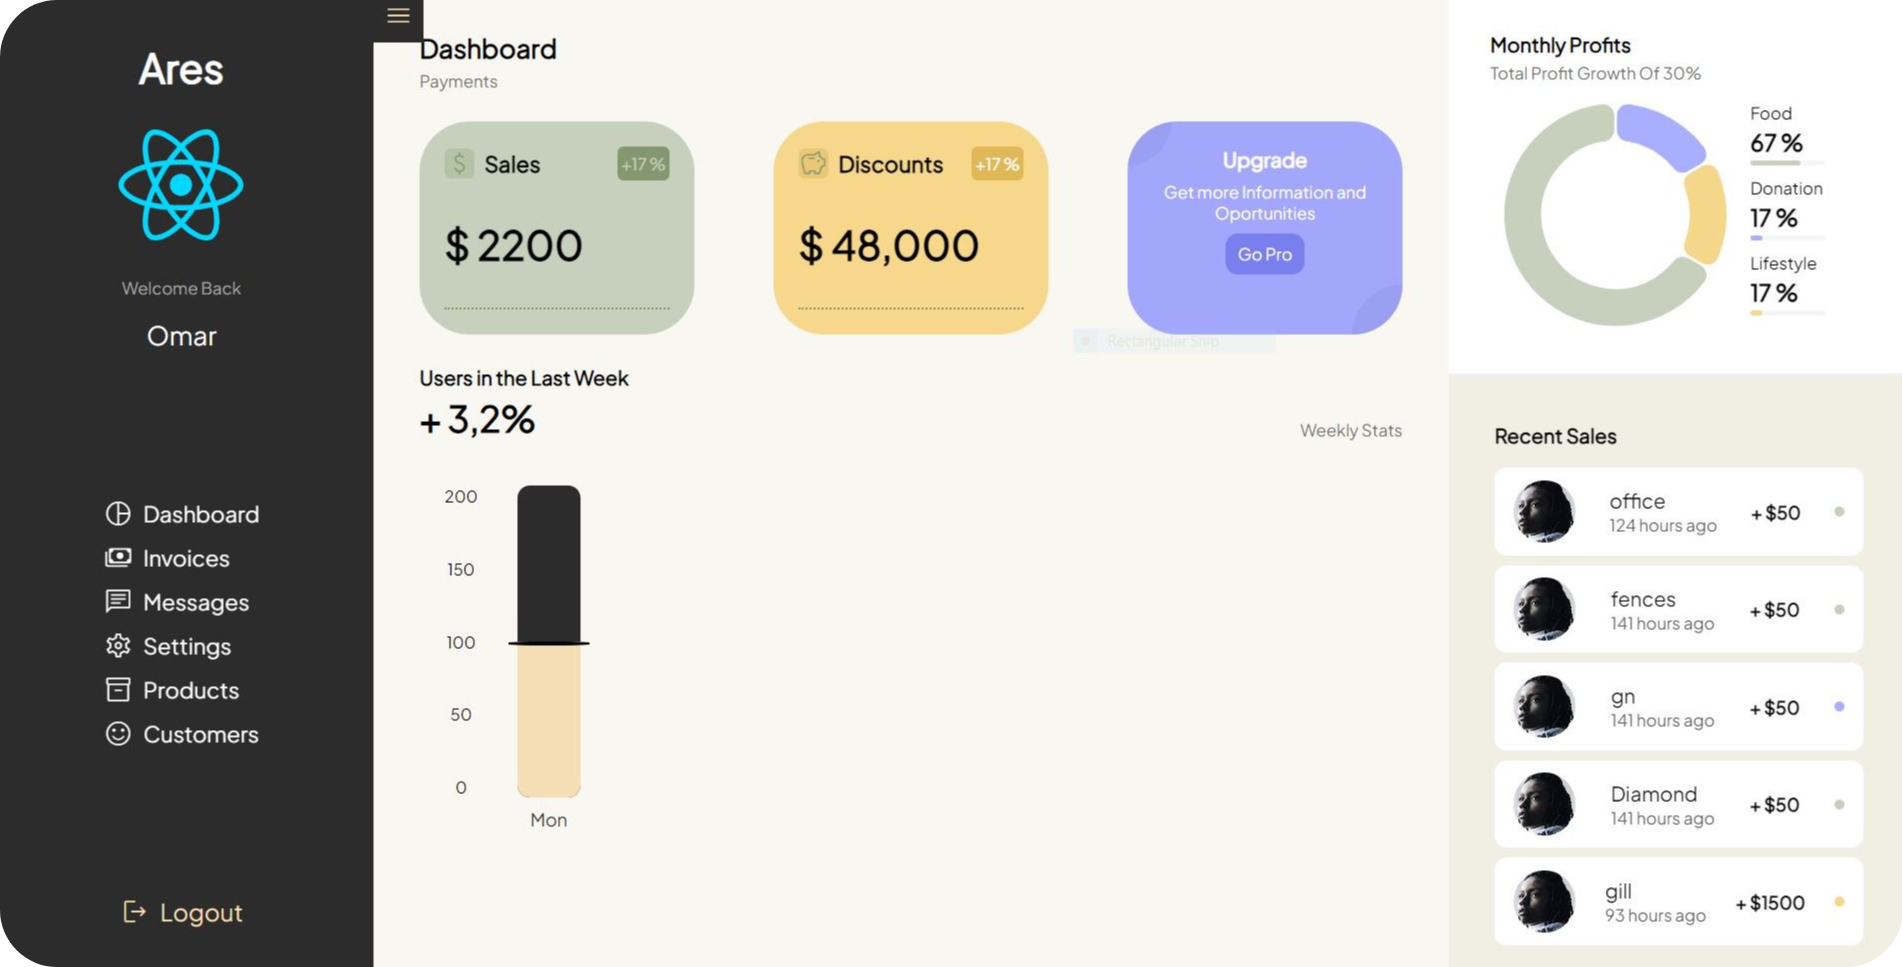 Ares
Welcome Back
Omar
Dashboard
Invoices
Messages
Settings
Products
Customers
Logout
Dashboard
Payments
Sales +17 %
$ 2200
Discounts +17 %
$ 48,000
Upgrade
Get more Information and
Oportunities
Go Pro
Rectangular Snip
Users in the Last Week
+ 3,2%
Weekly Stats
200
150
100
50
0
Mon
Monthly Profits
Total Profit Growth Of 30%
Food
67 %
Donation
17 %
Lifestyle
17 %
Recent Sales
office
124 hours ago
+ $50
fences
141 hours ago
+ $50
gn
141 hours ago
+ $50
Diamond
141 hours ago
+ $50
gill
93 hours ago
+ $1500